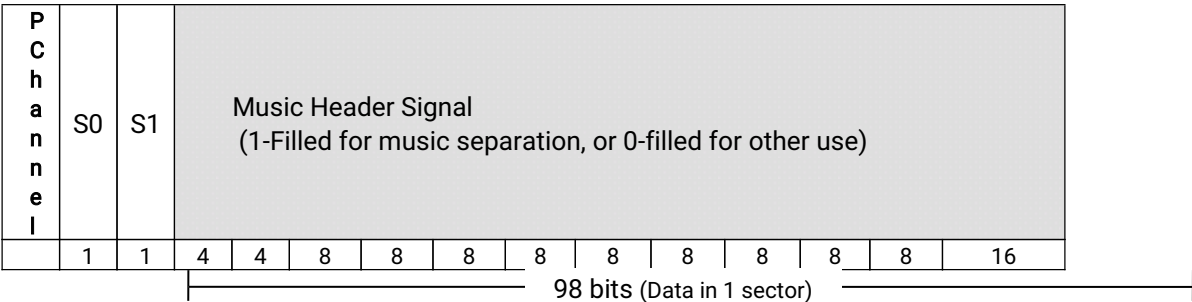 P Channel
S0
S1
Music Header Signal
(1-Filled for music separation, or 0-filled for other use)
1 1 4 4 8 8 8 8 8 8 8 8 8 16
98 bits (Data in 1 sector)